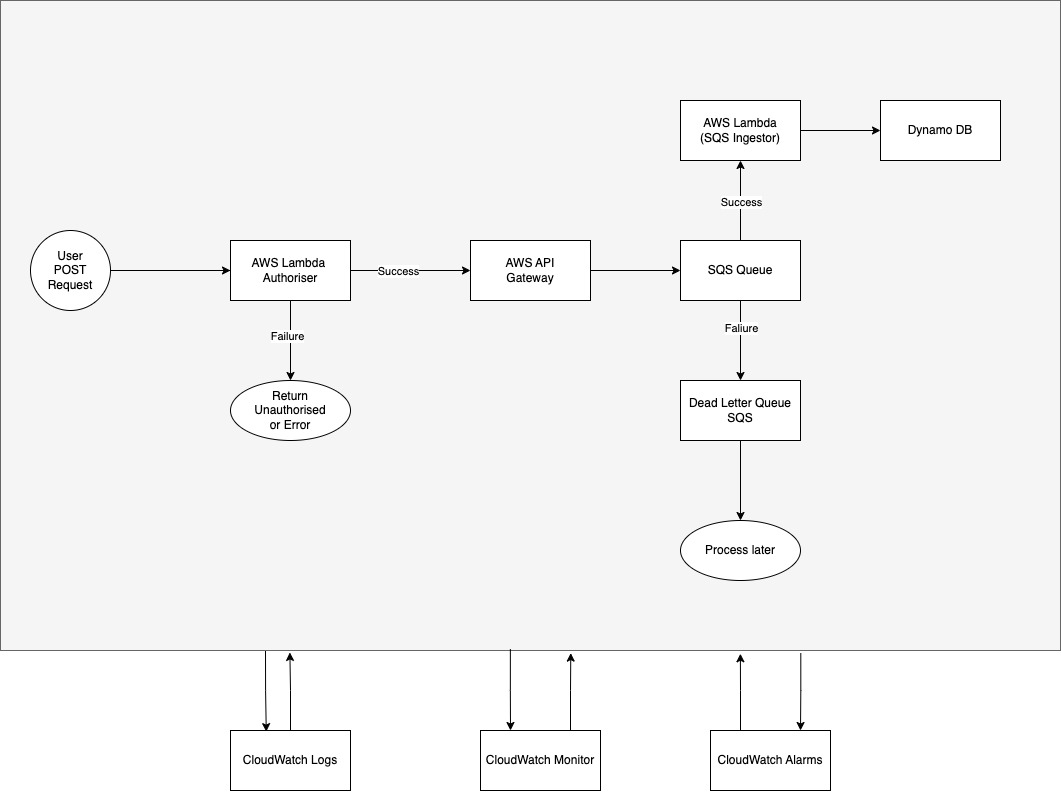 AWS Lambda
(SQS Ingestor)
Dynamo DB
Success
User
POST
Request
AWS Lambda
Authoriser
Success
AWS API
Gateway
SQS Queue
Failure
Faliure
Return
Unauthorised
or Error
Dead Letter Queue
SQS
Process later
CloudWatch Logs
CloudWatch Monitor
CloudWatch Alarms